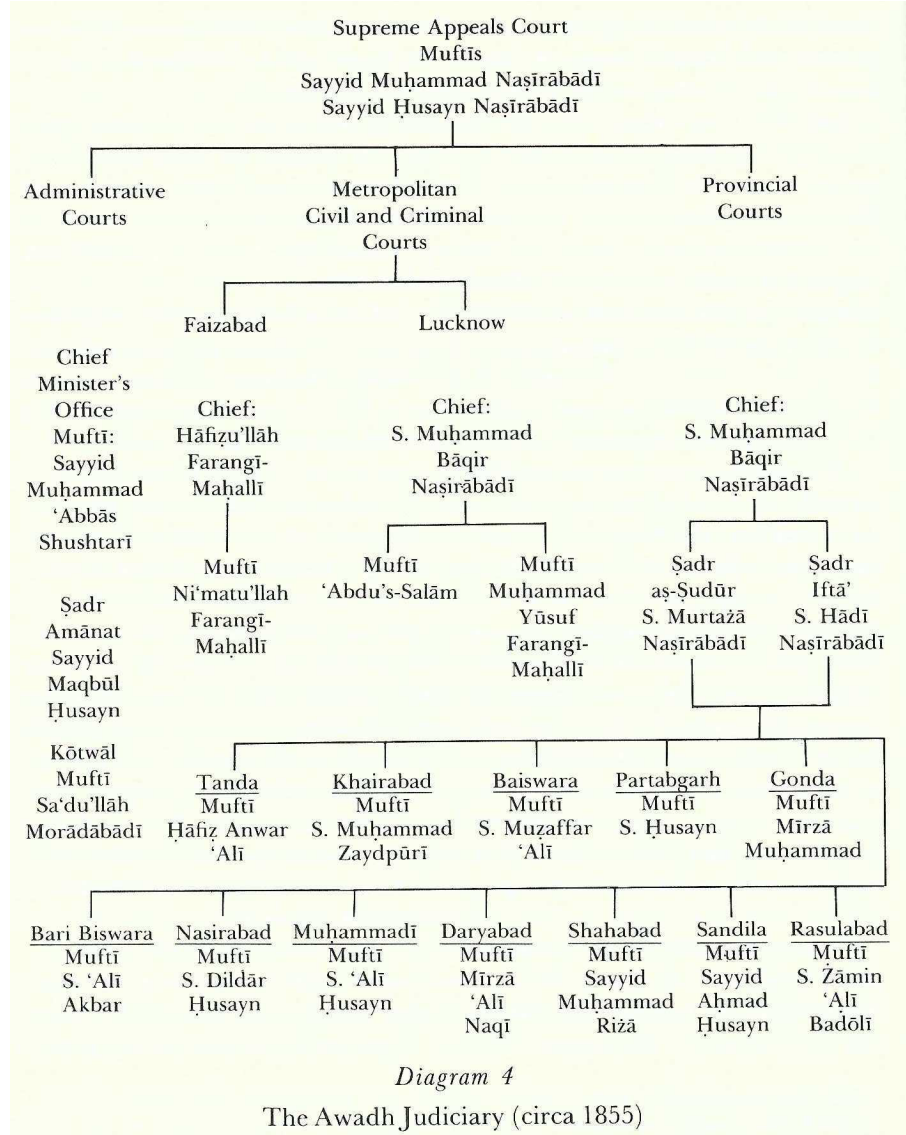 Supreme Appeals Court
Muftīs
Sayyid Muḥammad Naṣīrābādī
Sayyid Ḥusayn Naṣīrābādī
Administrative
Courts
Metropolitan
Civil and Criminal
Courts
Provincial
Courts
Faizabad
Lucknow
Chief
Minister's
Office
Muftī:
Sayyid
Muḥammad
‘Abbās
Shushtarī
Ṣadr
Amānat
Sayyid
Maqbūl
Ḥusayn
Kōtwāl
Muftī
Sa‘du'llāh
Morādābādī
Chief:
Ḥāfiẓu'llāh
Farangī-
Maḥallī
Muftī
Ni‘matu'llah
Farangī-
Maḥallī
Chief:
S. Muḥammad
Bāqir
Naṣirābādī
Muftī
‘Abdu's-Salām
Muftī
Muḥammad
Yūsuf
Farangī-
Maḥallī
Chief:
S. Muḥammad
Bāqir
Naṣīrābādī
Ṣadr
aṣ-Ṣudūr
S. Murtażā
Naṣīrābādī
Ṣadr
Iftā'
S. Hādī
Naṣīrābādī
Tanda
Muftī
Ḥāfiẓ Anwar
‘Alī
Khairabad
Muftī
S. Muḥammad
Zaydpūrī
Baiswara
Muftī
S. Muẓaffar
‘Alī
Partabgarh
Muftī
S. Ḥusayn
Gonda
Muftī
Mīrzā
Muḥammad
Bari Biswara
Muftī
S. ‘Alī
Akbar
Nasirabad
Muftī
S. Dildār
Ḥusayn
Muḥammadī
Muftī
S. ‘Alī
Ḥusayn
Daryabad
Muftī
Mīrzā
‘Alī
Naqī
Shahabad
Muftī
Sayyid
Muḥammad
Riżā
Sandila
Muftī
Sayyid
Aḥmad
Ḥusayn
Rasulabad
Muftī
S. Żāmin
‘Alī
Badōlī
Diagram 4
The Awadh Judiciary (circa 1855)